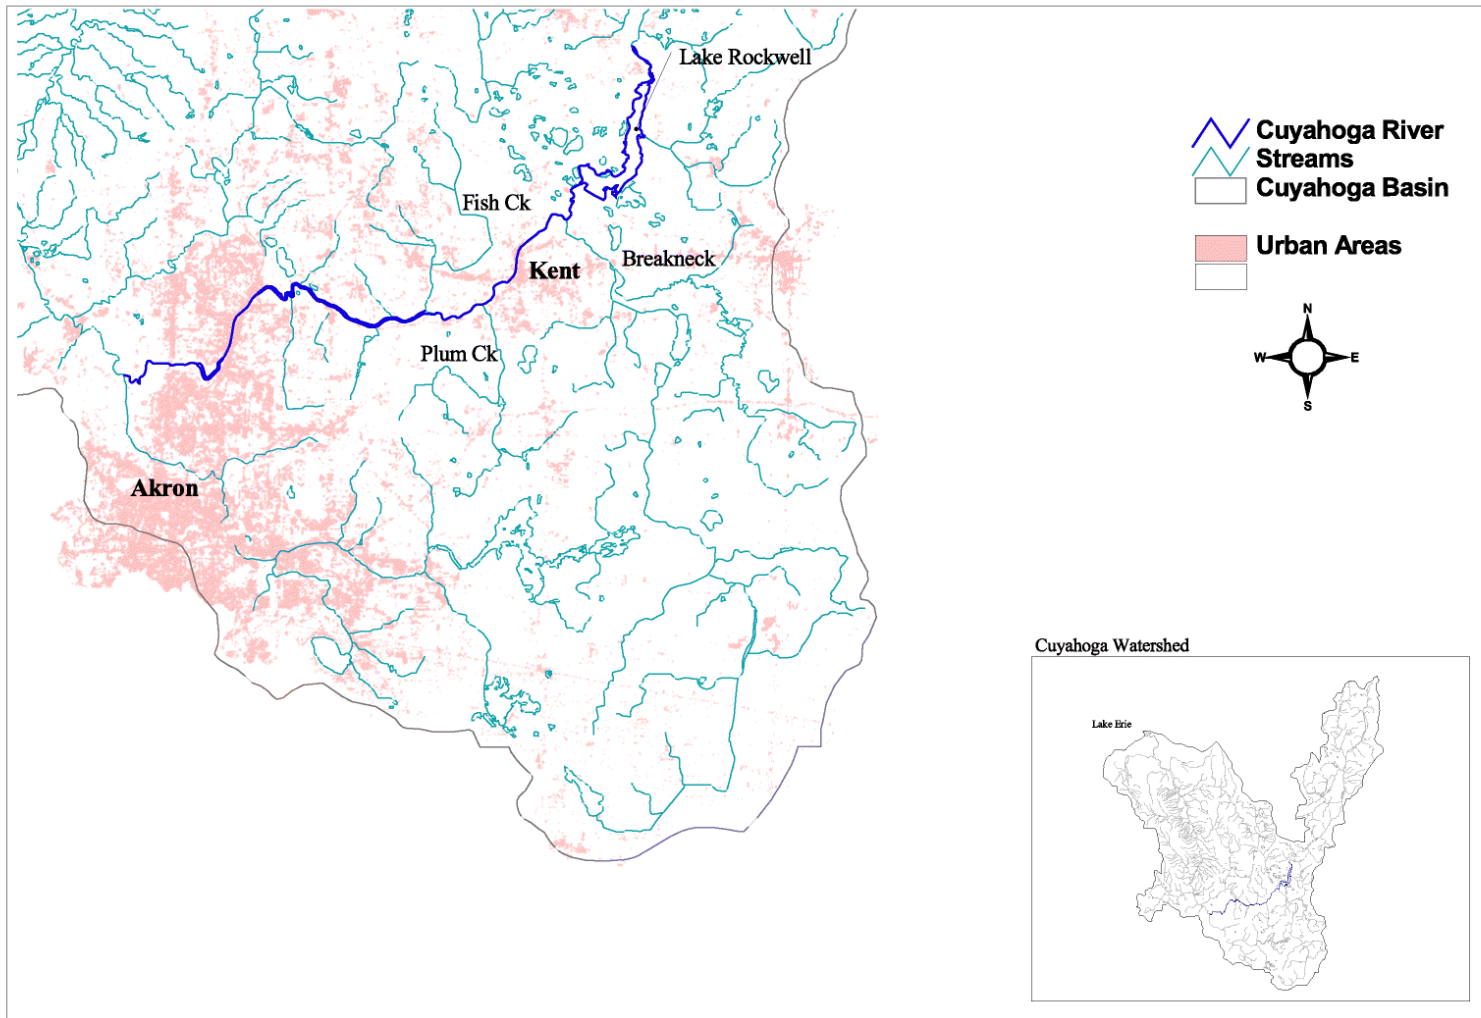 Lake Rockwell
Fish Ck
Kent
Breakneck
Plum Ck
Akron
Cuyahoga River
Streams
Cuyahoga Basin
Urban Areas
N
W
E
S
Cuyahoga Watershed
Lake Erie